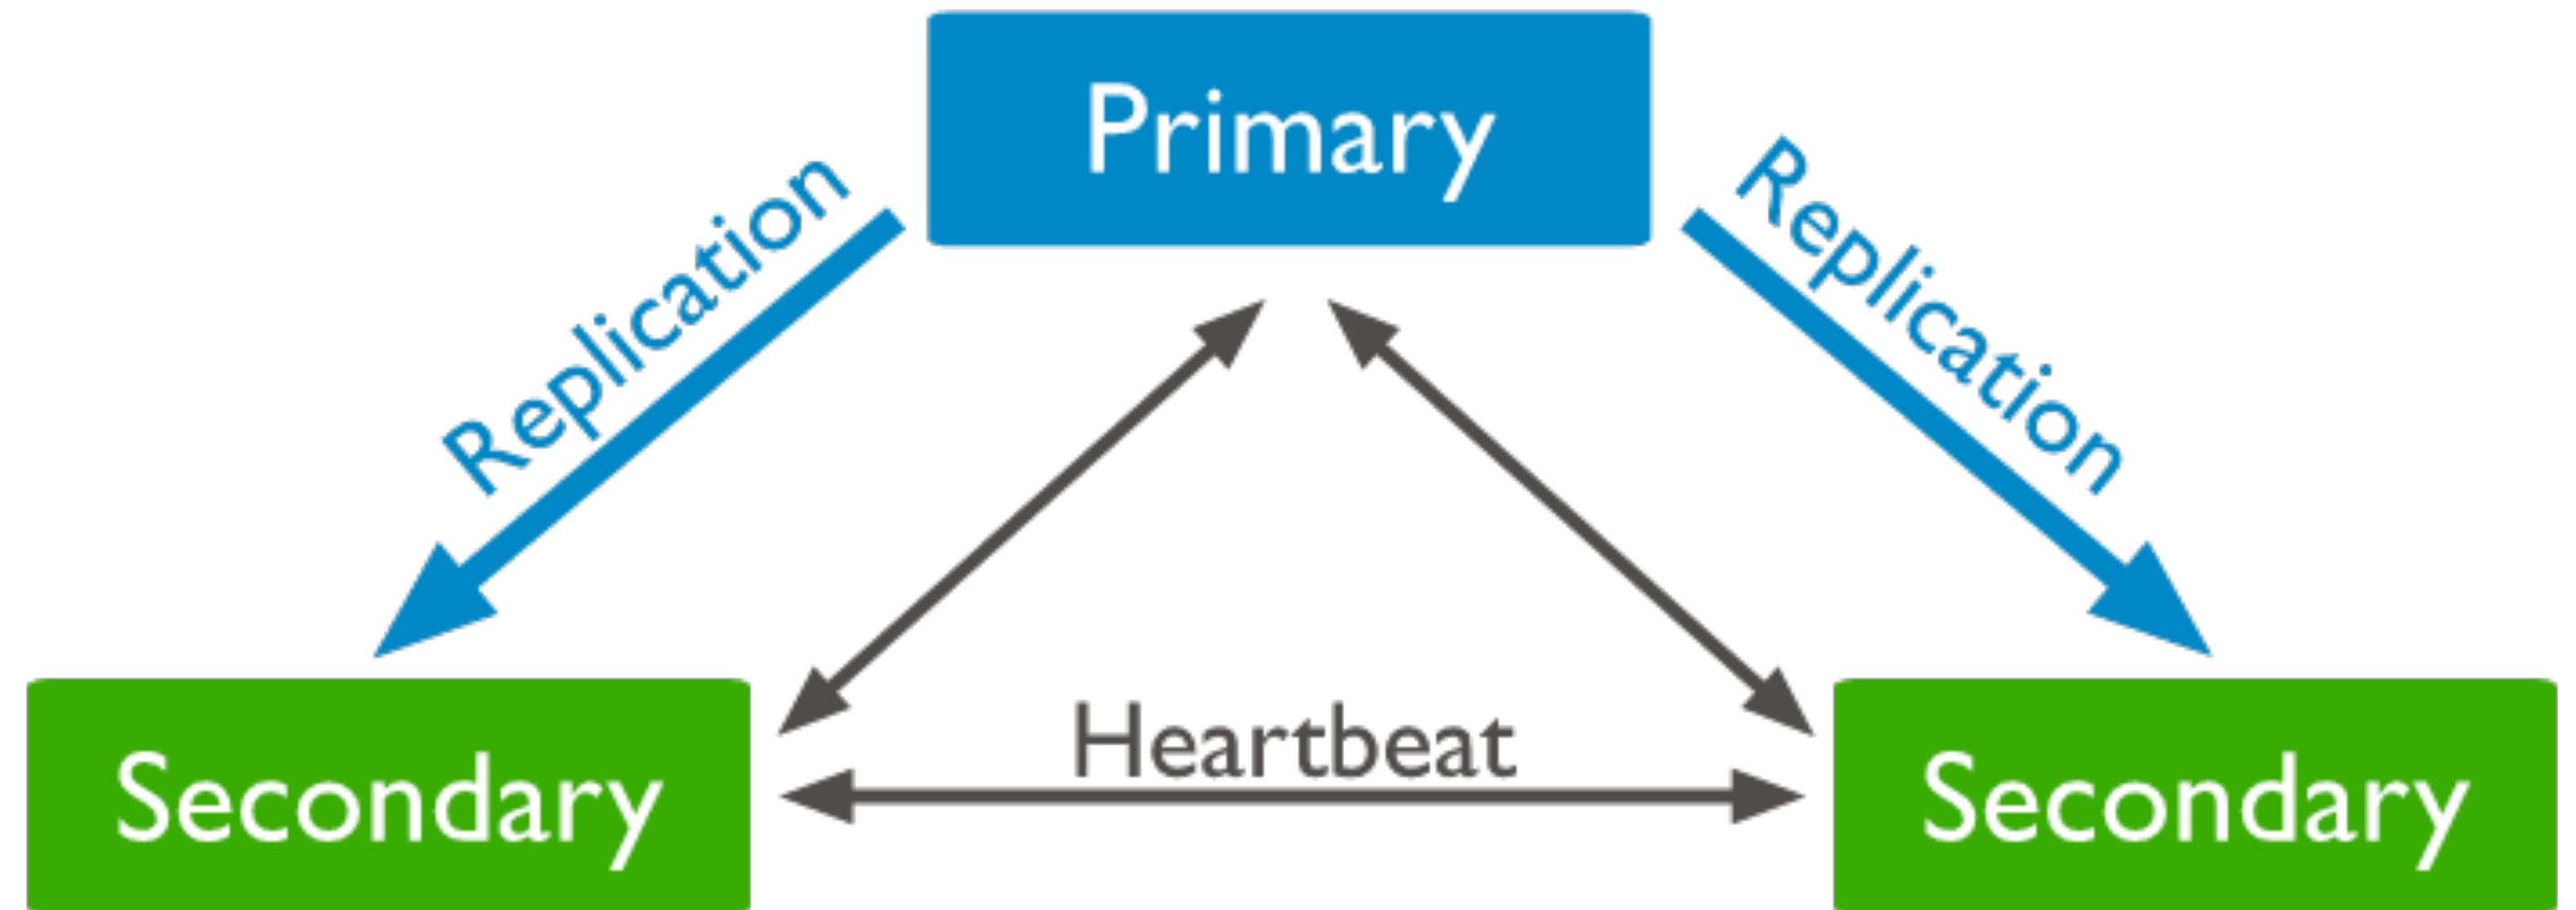 Primary
Replication
Replication
Heartbeat
Secondary
Secondary